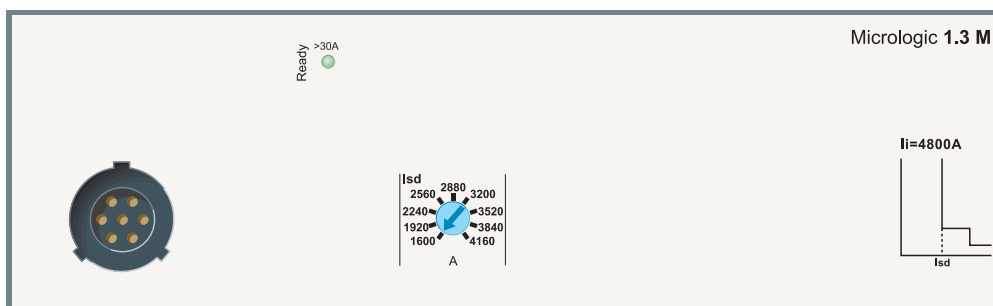 Micrologic 1.3 M
Ready
>30A
Ii=4800A
Isd
2880
2560
3200
2240
3520
1920
3840
1600
4160
A
Isd